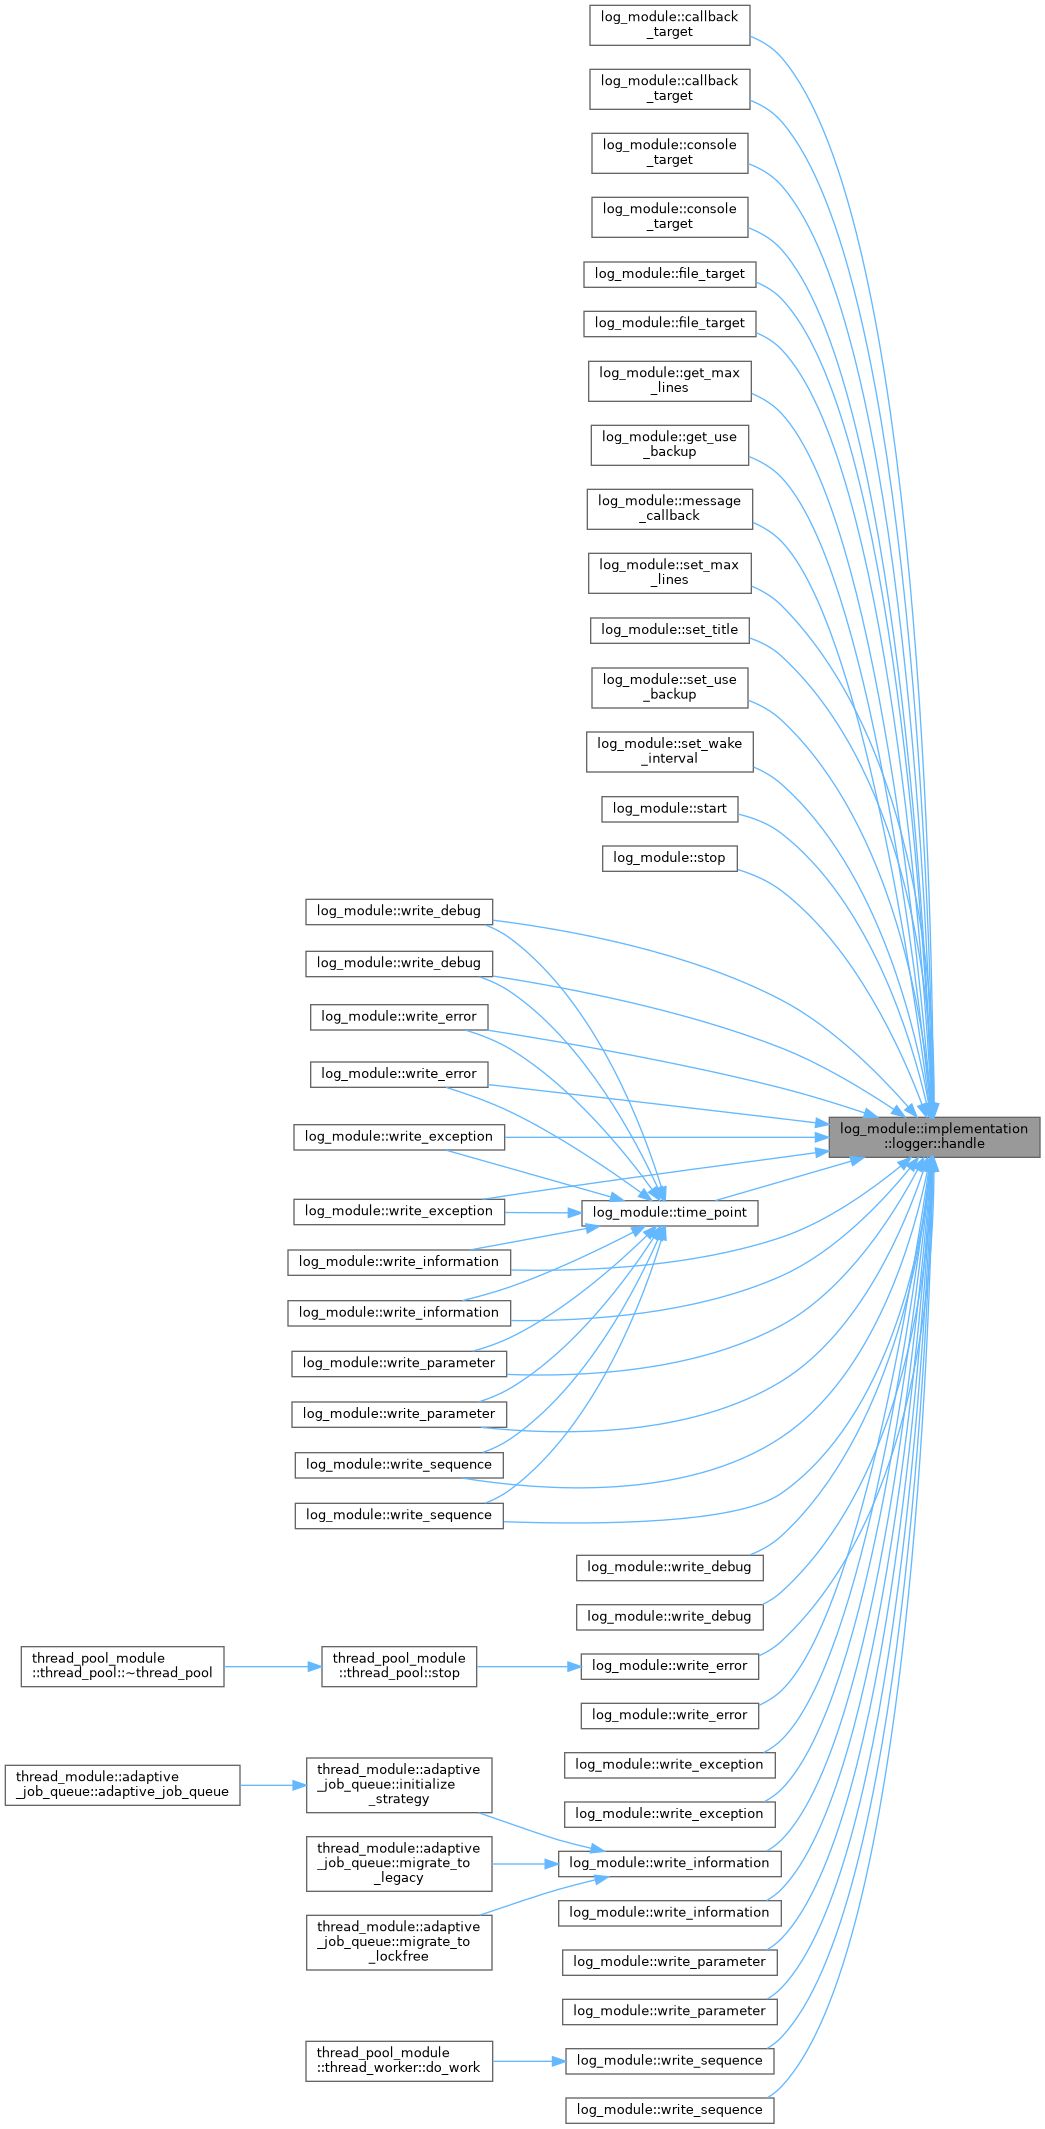 log_module::callback
_target
log_module::callback
_target
log_module::console
_target
log_module::console
_target
log_module::file_target
log_module::file_target
log_module::get_max
_lines
log_module::get_use
_backup
log_module::message
_callback
log_module::set_max
_lines
log_module::set_title
log_module::set_use
_backup
log_module::set_wake
_interval
log_module::start
log_module::stop
log_module::write_debug
log_module::write_debug
log_module::write_error
log_module::write_error
log_module::implementation
::logger::handle
log_module::write_exception
log_module::write_exception
log_module::time_point
log_module::write_information
log_module::write_information
log_module::write_parameter
log_module::write_parameter
log_module::write_sequence
log_module::write_sequence
log_module::write_debug
log_module::write_debug
thread_pool_module
::thread_pool::~thread_pool
thread_pool_module
::thread_pool::stop
log_module::write_error
log_module::write_error
log_module::write_exception
thread_module::adaptive
_job_queue::adaptive_job_queue
thread_module::adaptive
_job_queue::initialize
_strategy
log_module::write_exception
thread_module::adaptive
_job_queue::migrate_to
_legacy
log_module::write_information
log_module::write_information
thread_module::adaptive
_job_queue::migrate_to
_lockfree
log_module::write_parameter
log_module::write_parameter
thread_pool_module
::thread_worker::do_work
log_module::write_sequence
log_module::write_sequence